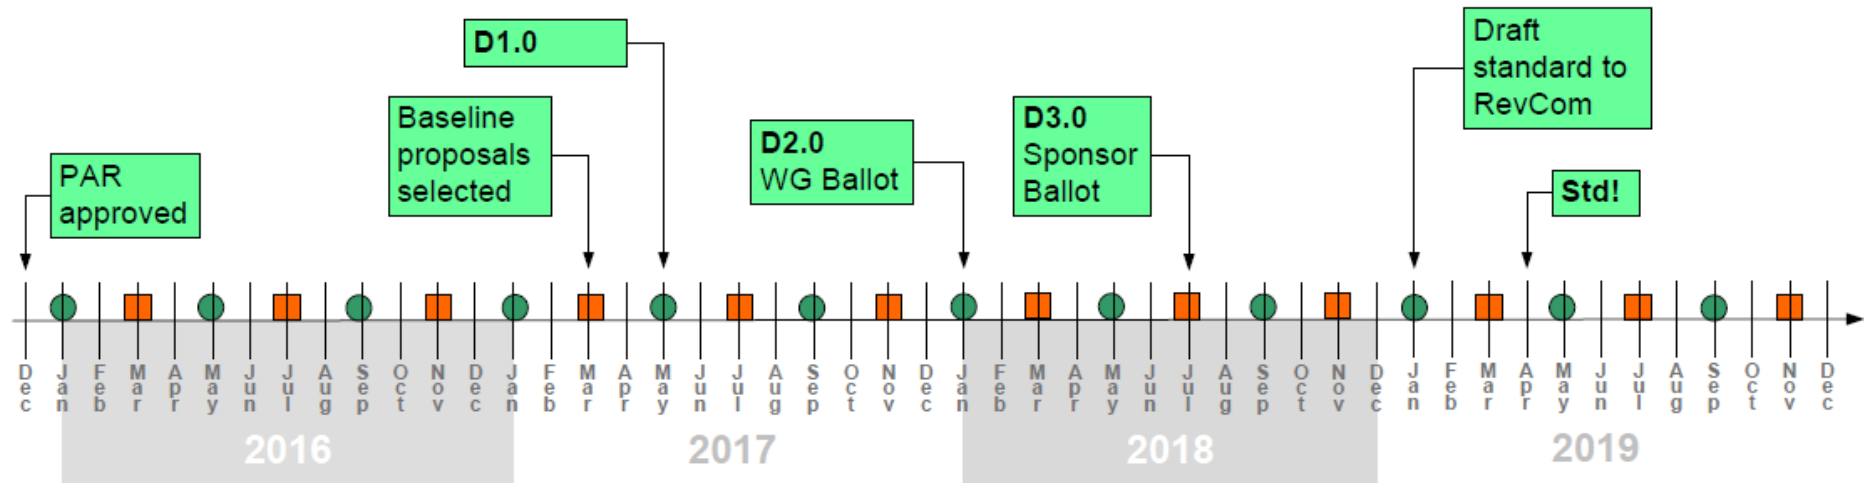 D1.0
Draft
standard to
RevCom
Baseline
proposals
selected
D3.0
Sponsor
Ballot
D2.0
WG Ballot
PAR
approved
Std!
Dec Jan Feb Mar Apr May Jun Jul Aug Sep Oct Nov Dec Jan Feb Mar Apr May Jun Jul Aug Sep Oct Nov Dec Jan Feb Mar Apr May Jun Jul Aug Sep Oct Nov Dec Jan Feb Mar Apr May Jun Jul Aug Sep Oct Nov Dec
2016 2017 2018 2019